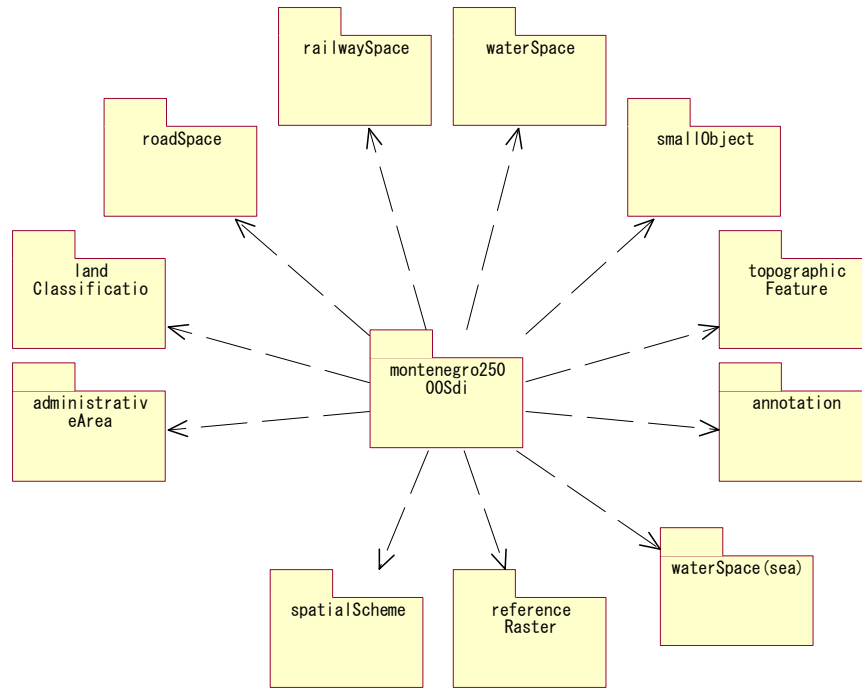 railwaySpace
waterSpace
roadSpace
smallObject
land
Classificatio
topographic
Feature
montenegro250
00Sdi
administrativ
eArea
annotation
waterSpace(sea)
spatialScheme
reference
Raster